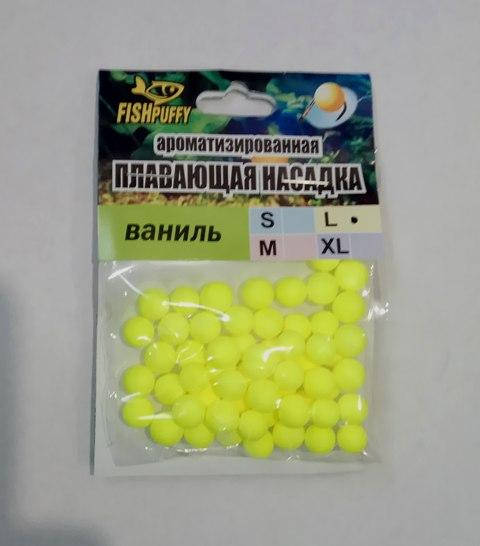 FISHPUFFY
ароматизированная
ПЛАВАЮЩАЯ НАСАДКА
ваниль
S L •
M XL